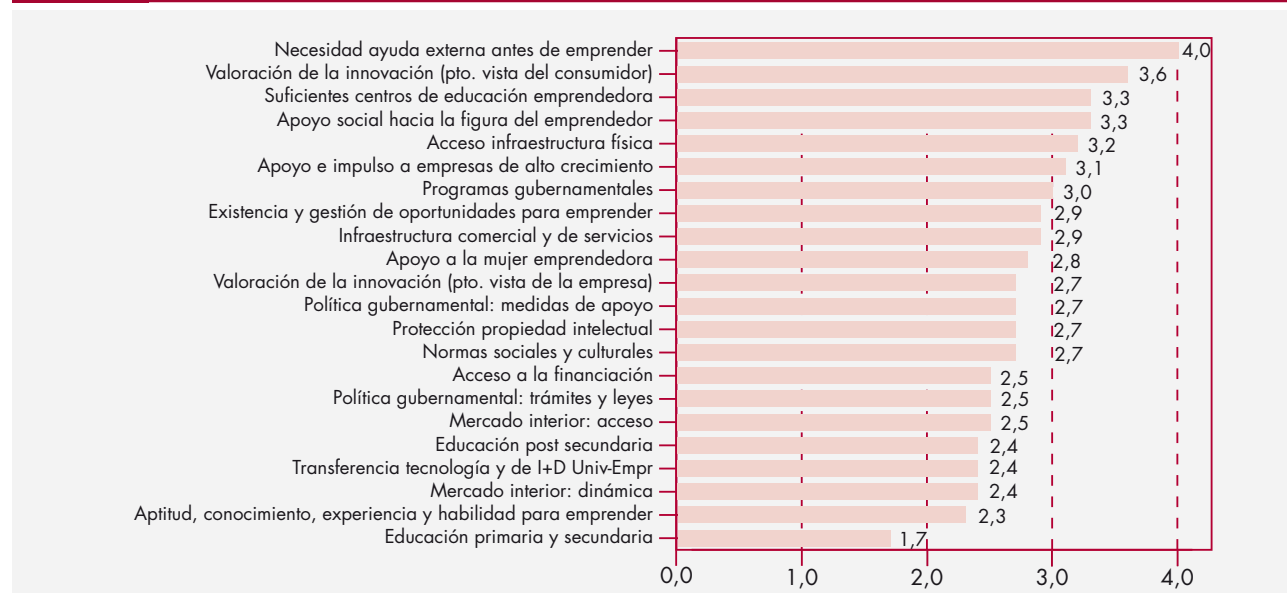 Necesidad ayuda externa antes de emprender 4,0
Valoración de la innovación (pto. vista del consumidor) 3,6
Suficientes centros de educación emprendedora 3,3
Apoyo social hacia la figura del emprendedor 3,3
Acceso infraestructura física 3,2
Apoyo e impulso a empresas de alto crecimiento 3,1
Programas gubernamentales 3,0
Existencia y gestión de oportunidades para emprender 2,9
Infraestructura comercial y de servicios 2,9
Apoyo a la mujer emprendedora 2,8
Valoración de la innovación (pto. vista de la empresa) 2,7
Política gubernamental: medidas de apoyo 2,7
Protección propiedad intelectual 2,7
Normas sociales y culturales 2,7
Acceso a la financiación 2,5
Política gubernamental: trámites y leyes 2,5
Mercado interior: acceso 2,5
Educación post secundaria 2,4
Transferencia tecnología y de I+D Univ-Empr 2,4
Mercado interior: dinámica 2,4
Aptitud, conocimiento, experiencia y habilidad para emprender 2,3
Educación primaria y secundaria 1,7
0,0 1,0 2,0 3,0 4,0